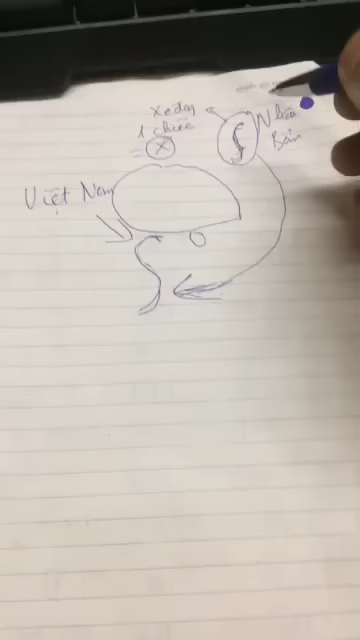 xe đạp
1 chiếc
= X
Nhật
Bản
Việt Nam